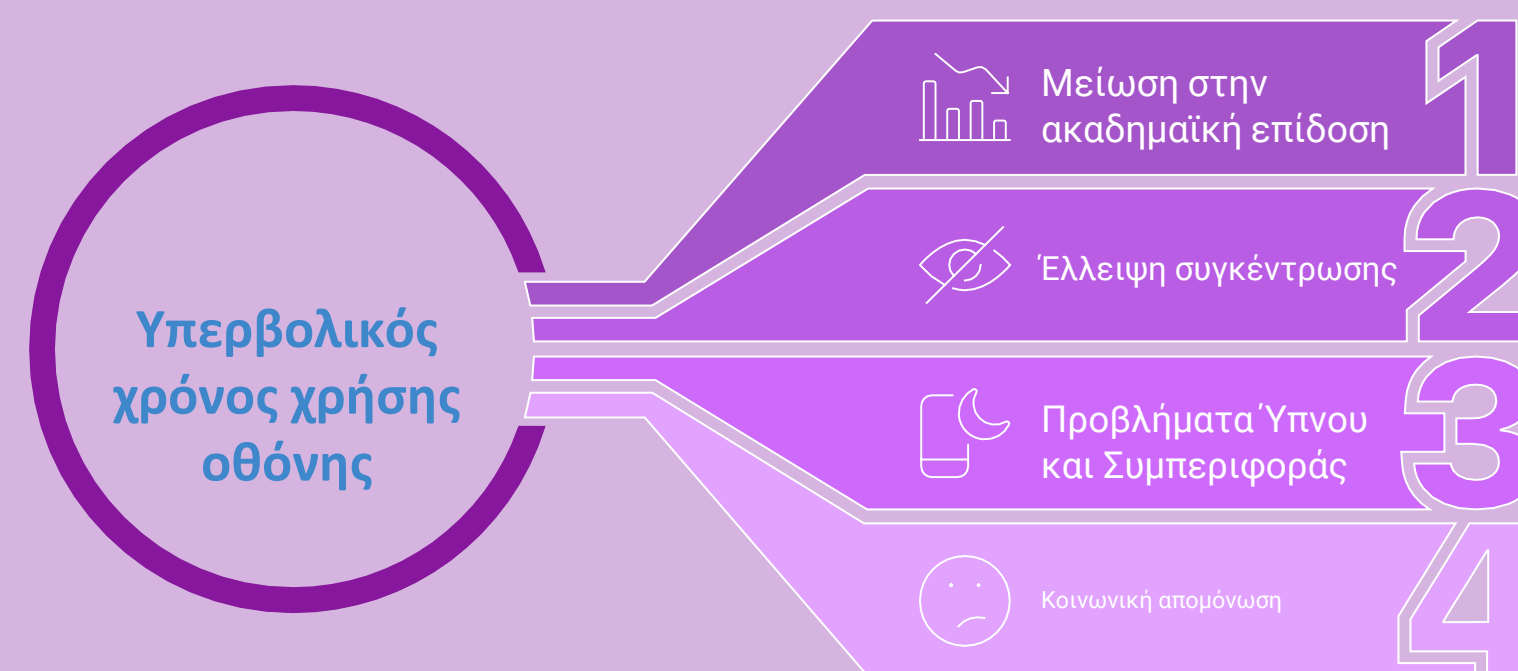 Υπερβολικός
χρόνος χρήσης
οθόνης
Μείωση στην
ακαδημαϊκή επίδοση
1
Έλλειψη συγκέντρωσης
2
Προβλήματα Ύπνου
και Συμπεριφοράς
3
Κοινωνική απομόνωση
4